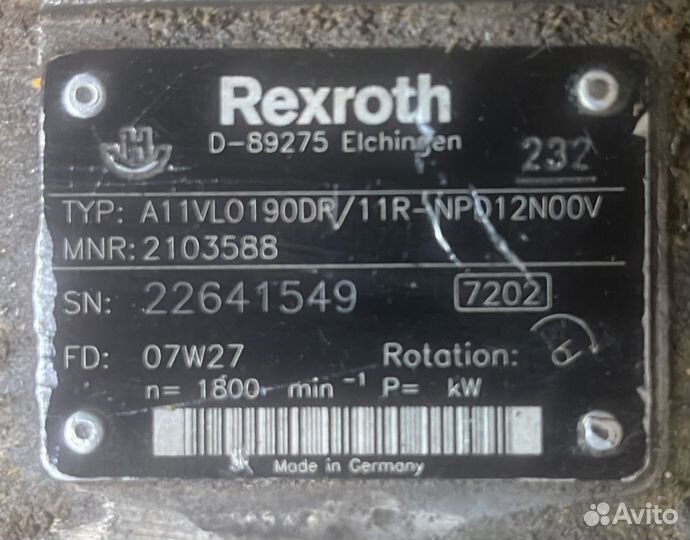 Rexroth
D-89275 Elchingen
232
TYP: A11VLO190DR/11R-NPD12N00V
MNR: 2103588
SN: 22641549 7202
FD: 07W27 Rotation:
n= 1800 min⁻¹ P= kW
Made in Germany
Avito